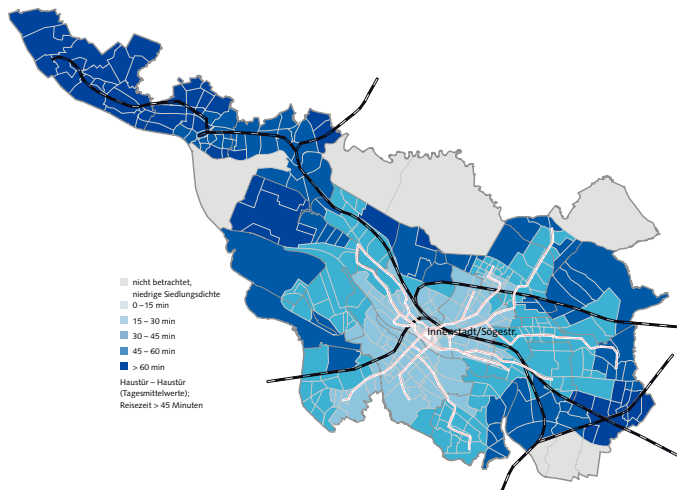 Innenstadt/Sögestr.
nicht betrachtet,
niedrige Siedlungsdichte
0 – 15 min
15 – 30 min
30 – 45 min
45 – 60 min
> 60 min
Haustür – Haustür
(Tagesmittelwerte);
Reisezeit > 45 Minuten